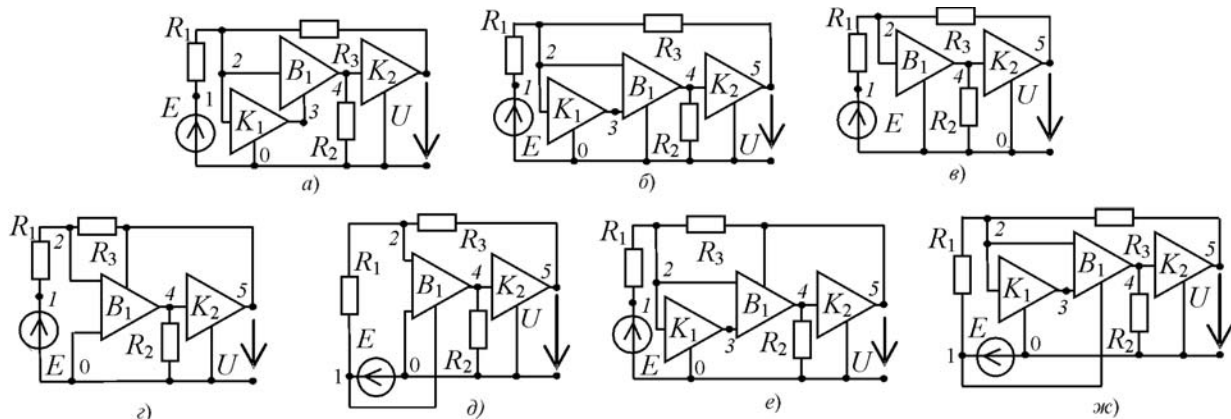 R₁ R₃ 2 B₁ K₂ 1 E K₁ 3 4 U R₂ 0
а)
R₁ R₃ 2 B₁ 4 K₂ 5 1 E K₁ 3 U R₂ 0
б)
R₁ 2 R₃ B₁ 4 K₂ 5 1 E R₂ U 0
в)
R₁ 2 R₃ B₁ 4 K₂ 5 1 E 0 R₂ U
г)
R₁ 2 R₃ B₁ 4 K₂ 5 E 1 0 R₂ U
д)
R₁ 2 R₃ B₁ 4 K₂ 5 1 E K₁ 3 0 R₂ U
е)
R₁ 2 B₁ R₃ 4 K₂ 5 K₁ 3 E 1 0 R₂ U
ж)